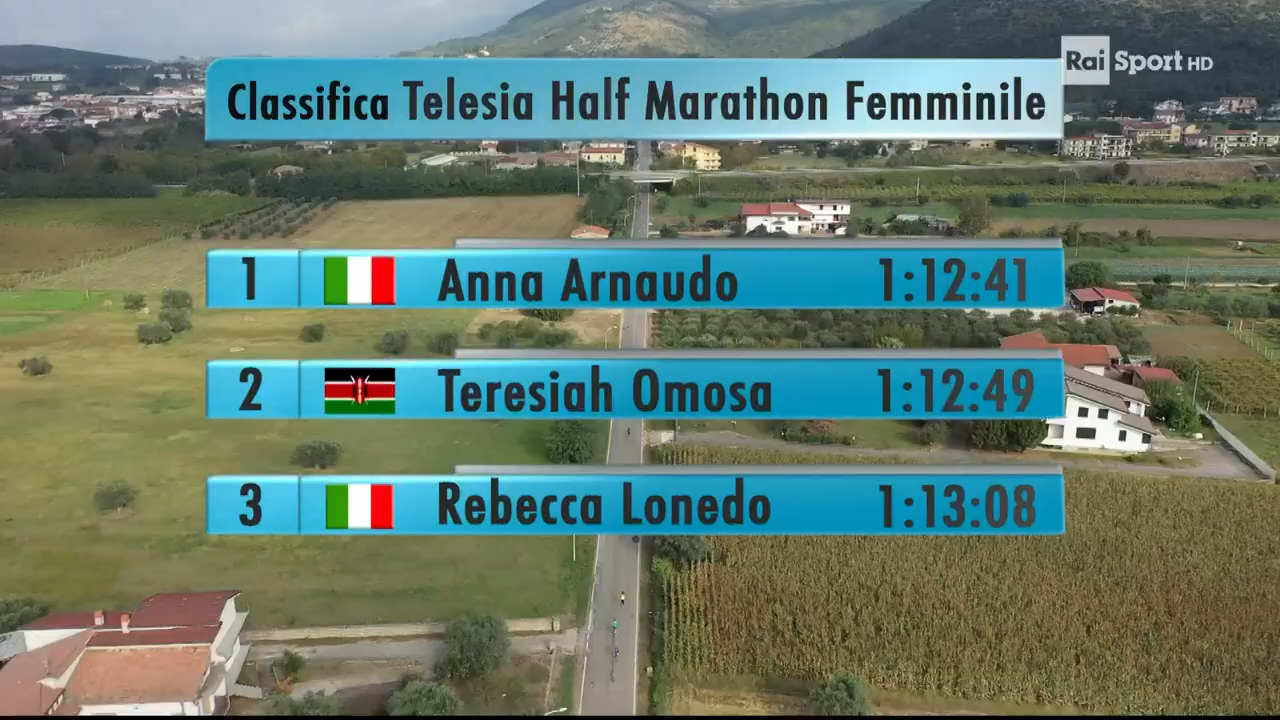 Rai Sport HD
Classifica Telesia Half Marathon Femminile
1 Anna Arnaudo 1:12:41
2 Teresiah Omosa 1:12:49
3 Rebecca Lonedo 1:13:08